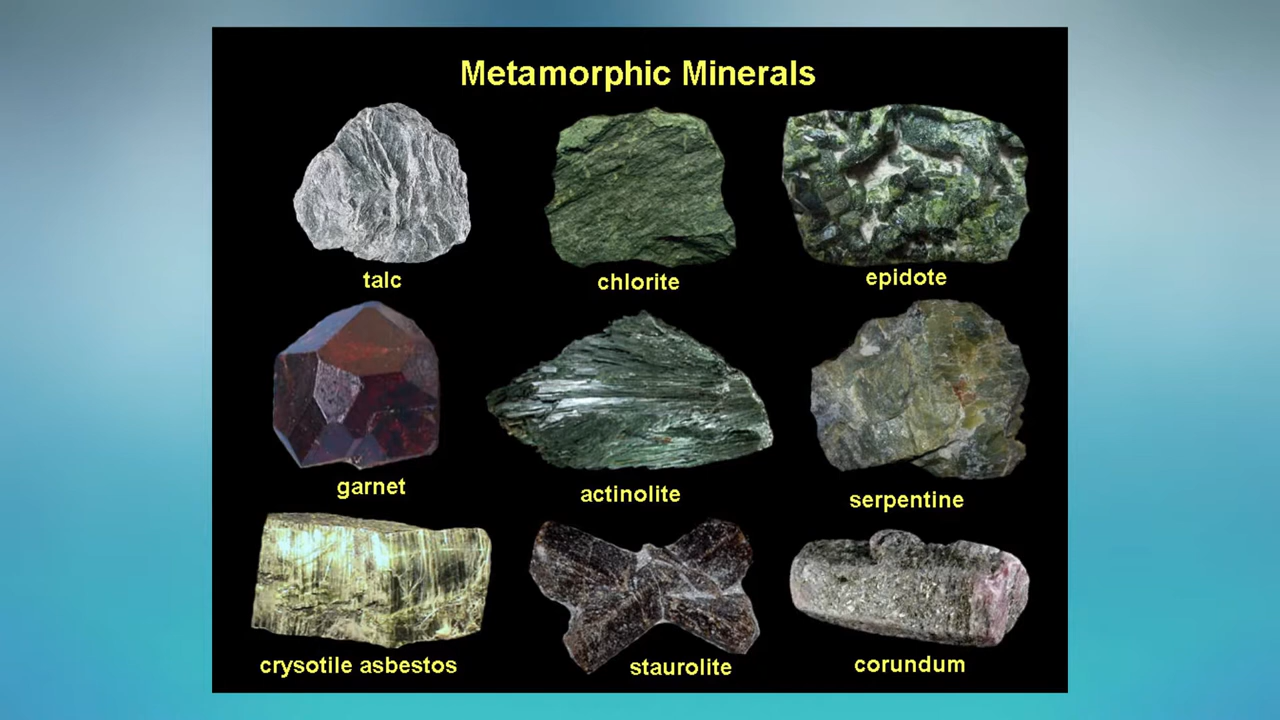 Metamorphic Minerals
talc
chlorite
epidote
garnet
actinolite
serpentine
crysotile asbestos
staurolite
corundum